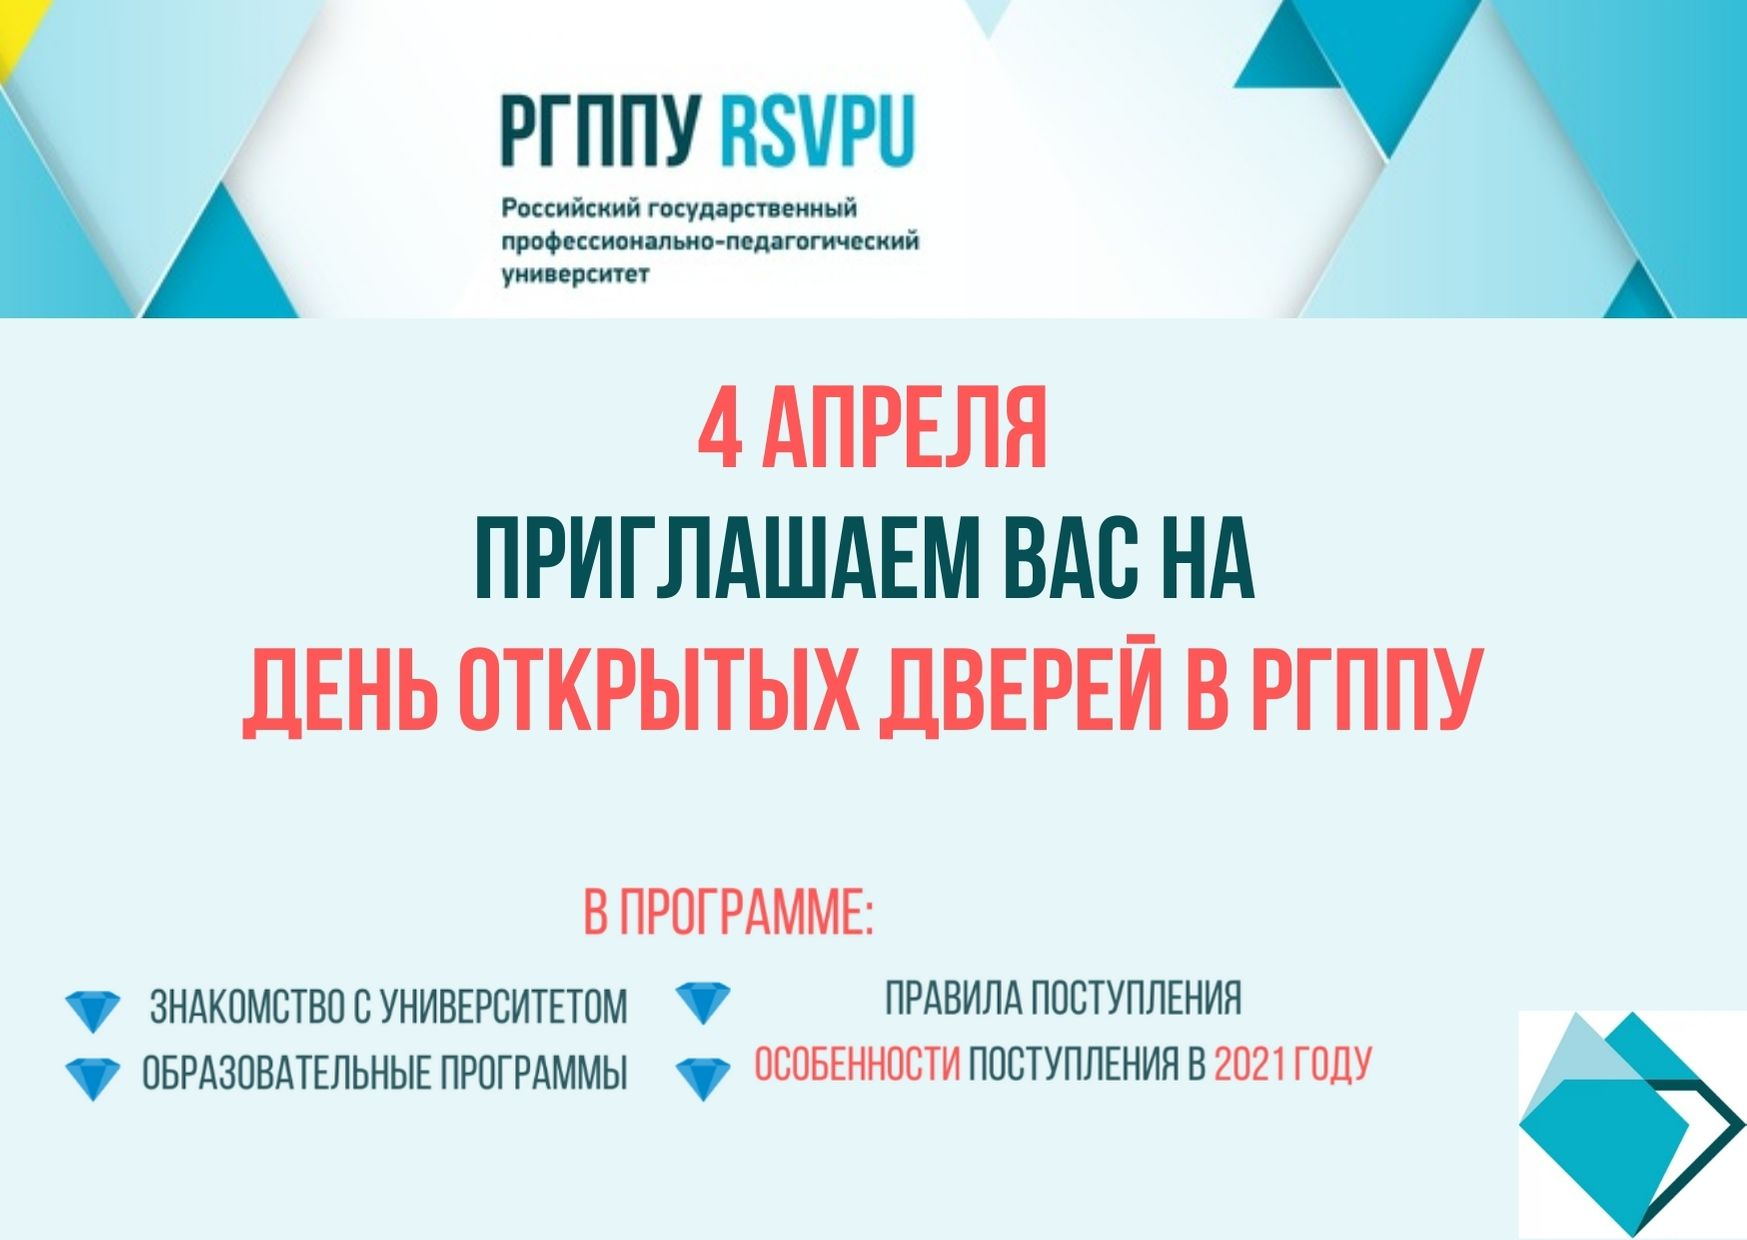 РГППУ RSVPU
Российский государственный
профессионально-педагогический
университет
4 АПРЕЛЯ
ПРИГЛАШАЕМ ВАС НА
ДЕНЬ ОТКРЫТЫХ ДВЕРЕЙ В РГППУ
В ПРОГРАММЕ:
ЗНАКОМСТВО С УНИВЕРСИТЕТОМ
ОБРАЗОВАТЕЛЬНЫЕ ПРОГРАММЫ
ПРАВИЛА ПОСТУПЛЕНИЯ
ОСОБЕННОСТИ ПОСТУПЛЕНИЯ В 2021 ГОДУ